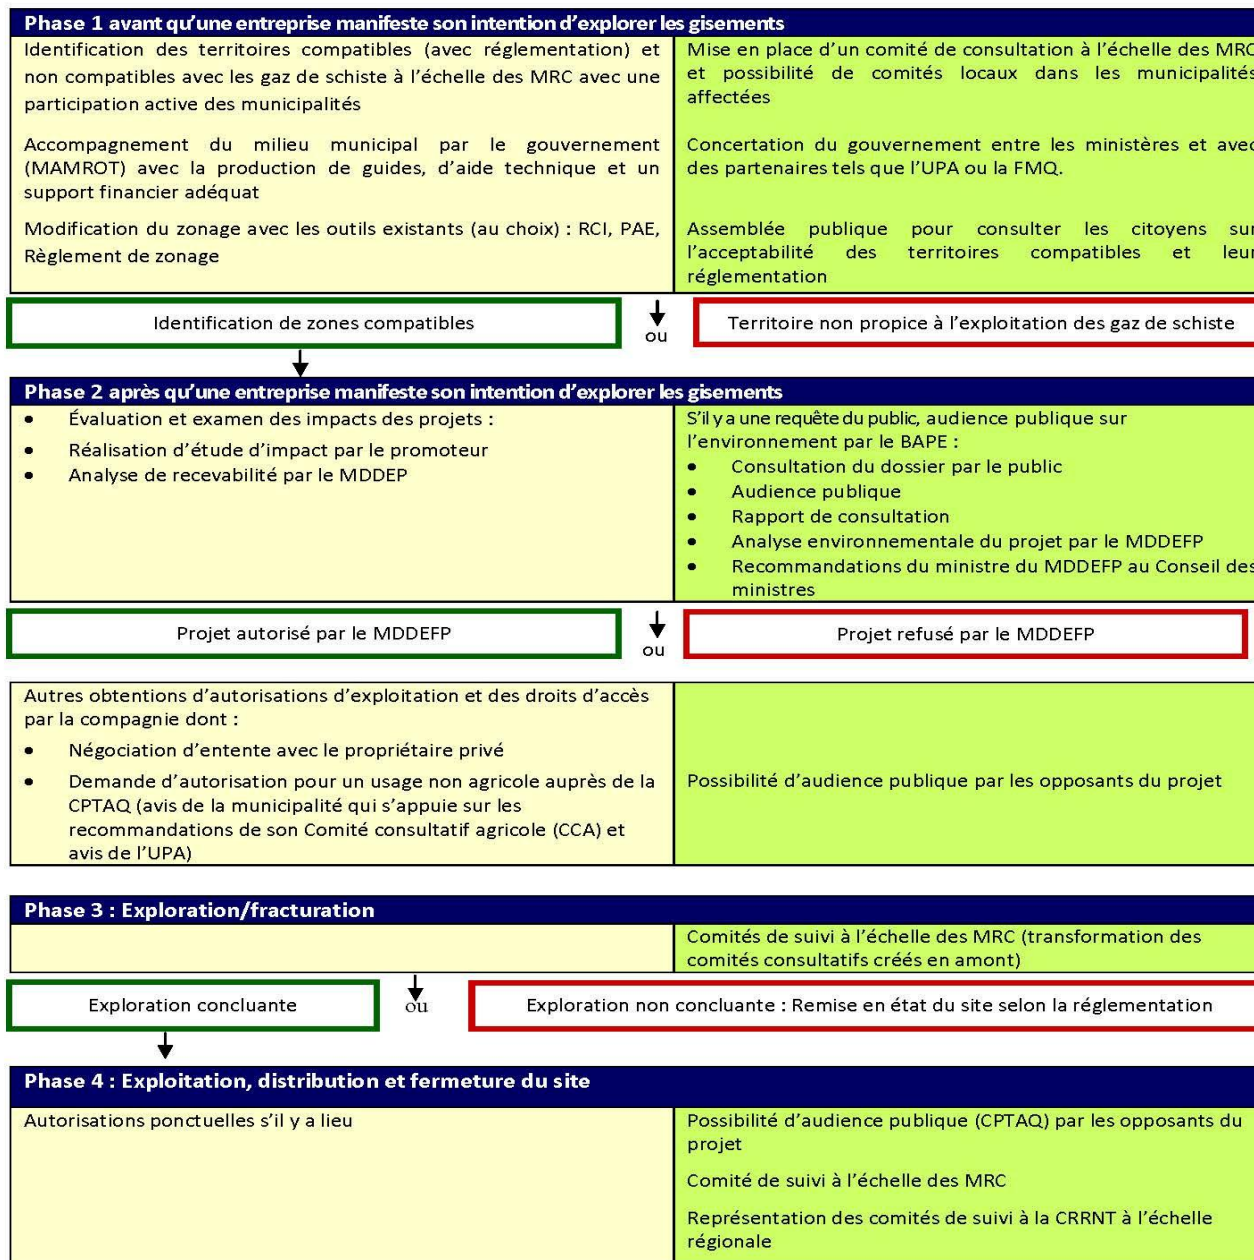 Phase 1 avant qu'une entreprise manifeste son intention d'explorer les gisements
Identification des territoires compatibles (avec réglementation) et
non compatibles avec les gaz de schiste à l'échelle des MRC avec une
participation active des municipalités
Accompagnement du milieu municipal par le gouvernement
(MAMROT) avec la production de guides, d'aide technique et un
support financier adéquat
Modification du zonage avec les outils existants (au choix) : RCI, PAE,
Règlement de zonage
Mise en place d'un comité de consultation à l'échelle des MRC
et possibilité de comités locaux dans les municipalités
affectées
Concertation du gouvernement entre les ministères et avec
des partenaires tels que l'UPA ou la FMQ.
Assemblée publique pour consulter les citoyens sur
l'acceptabilité des territoires compatibles et leur
réglementation
Identification de zones compatibles
ou
Territoire non propice à l'exploitation des gaz de schiste
Phase 2 après qu'une entreprise manifeste son intention d'explorer les gisements
• Évaluation et examen des impacts des projets :
• Réalisation d'étude d'impact par le promoteur
• Analyse de recevabilité par le MDDEP
S'il y a une requête du public, audience publique sur
l'environnement par le BAPE :
• Consultation du dossier par le public
• Audience publique
• Rapport de consultation
• Analyse environnementale du projet par le MDDEFP
• Recommandations du ministre du MDDEFP au Conseil des
ministres
Projet autorisé par le MDDEFP
ou
Projet refusé par le MDDEFP
Autres obtentions d'autorisations d'exploitation et des droits d'accès
par la compagnie dont :
• Négociation d'entente avec le propriétaire privé
• Demande d'autorisation pour un usage non agricole auprès de la
CPTAQ (avis de la municipalité qui s'appuie sur les
recommandations de son Comité consultatif agricole (CCA) et
avis de l'UPA)
Possibilité d'audience publique par les opposants du projet
Phase 3 : Exploration/fracturation
Comités de suivi à l'échelle des MRC (transformation des
comités consultatifs créés en amont)
Exploration concluante
ou
Exploration non concluante : Remise en état du site selon la réglementation
Phase 4 : Exploitation, distribution et fermeture du site
Autorisations ponctuelles s'il y a lieu
Possibilité d'audience publique (CPTAQ) par les opposants du
projet
Comité de suivi à l'échelle des MRC
Représentation des comités de suivi à la CRRNT à l'échelle
régionale